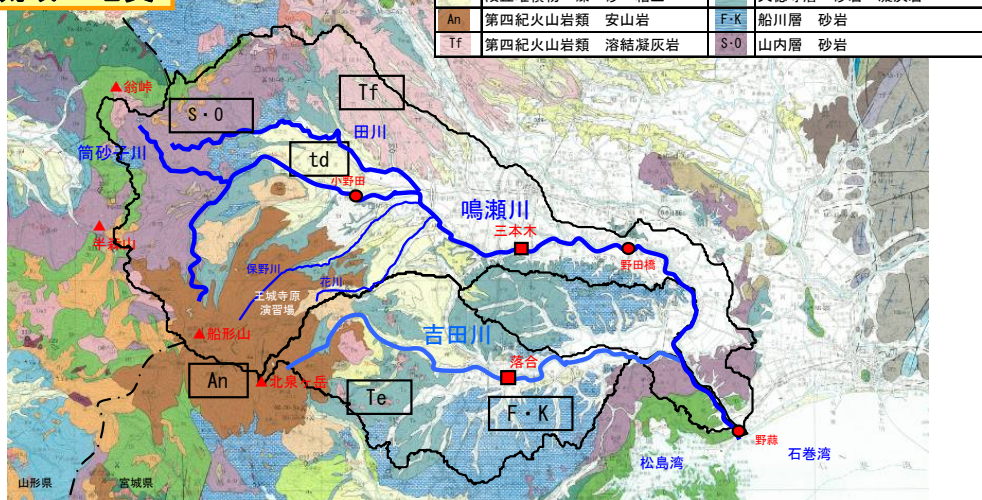 An 第四紀火山岩類 安山岩 F・K 船川層 砂岩
Tf 第四紀火山岩類 溶結凝灰岩 S・O 山内層 砂岩
▲翁峠
S・O
Tf
田川
筒砂子川
td
小野田
鳴瀬川
三本木
野田橋
保野川
花川
王城寺原
演習場
▲船形山
吉田川
落合
An
▲北泉ヶ岳
Te
F・K
野蒜
松島湾
石巻湾
山形県
宮城県